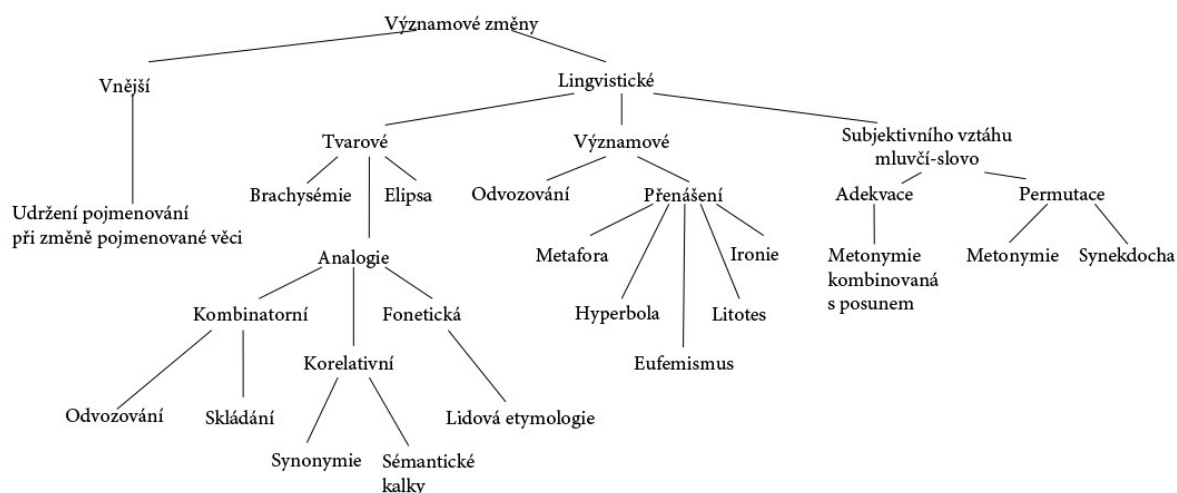 Významové změny
Vnější
Lingvistické
Tvarové
Významové
Subjektivního vztáhu
mluvčí-slovo
Brachysémie
Elipsa
Odvozování
Přenášení
Adekvace
Permutace
Udržení pojmenování
při změně pojmenované věci
Analogie
Metafora
Ironie
Metonymie
kombinovaná
s posunem
Metonymie
Synekdocha
Kombinatorní
Fonetická
Hyperbola
Litotes
Korelativní
Eufemismus
Odvozování
Skládání
Lidová etymologie
Synonymie
Sémantické
kalky